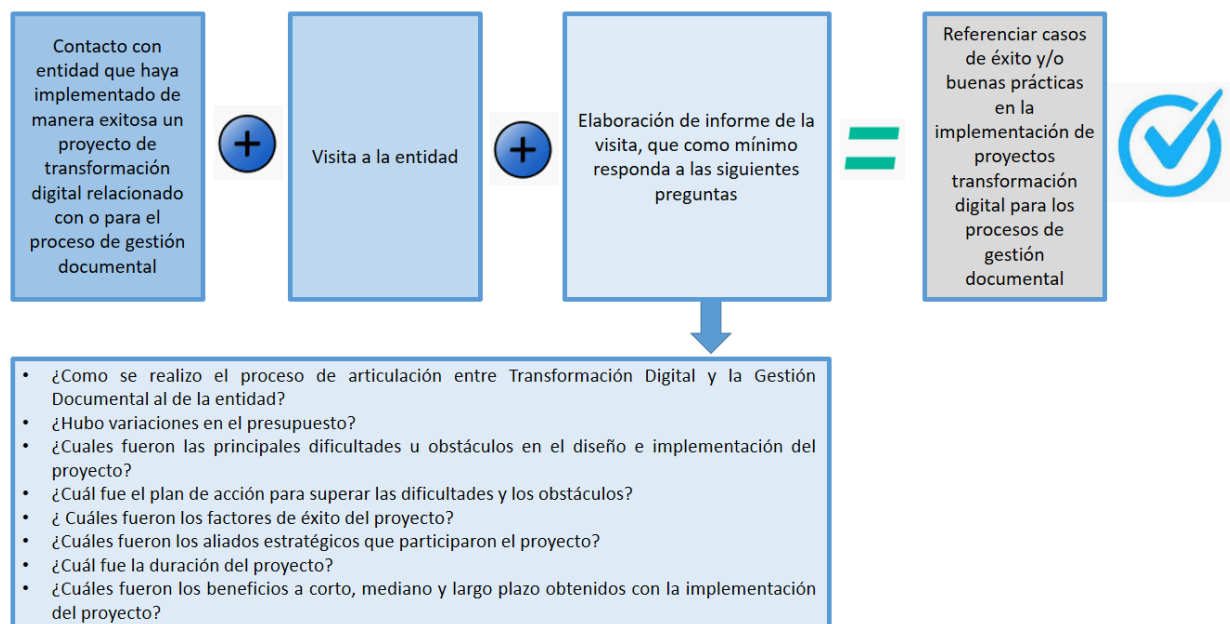 Contacto con
entidad que haya
implementado de
manera exitosa un
proyecto de
transformación
digital relacionado
con o para el
proceso de gestión
documental
+
Visita a la entidad
+
Elaboración de informe de la
visita, que como mínimo
responda a las siguientes
preguntas
=
Referenciar casos
de éxito y/o
buenas prácticas
en la
implementación de
proyectos
transformación
digital para los
procesos de
gestión
documental
• ¿Como se realizo el proceso de articulación entre Transformación Digital y la Gestión
Documental al de la entidad?
• ¿Hubo variaciones en el presupuesto?
• ¿Cuales fueron las principales dificultades u obstáculos en el diseño e implementación del
proyecto?
• ¿Cuál fue el plan de acción para superar las dificultades y los obstáculos?
• ¿ Cuáles fueron los factores de éxito del proyecto?
• ¿Cuáles fueron los aliados estratégicos que participaron el proyecto?
• ¿Cuál fue la duración del proyecto?
• ¿Cuáles fueron los beneficios a corto, mediano y largo plazo obtenidos con la implementación
del proyecto?